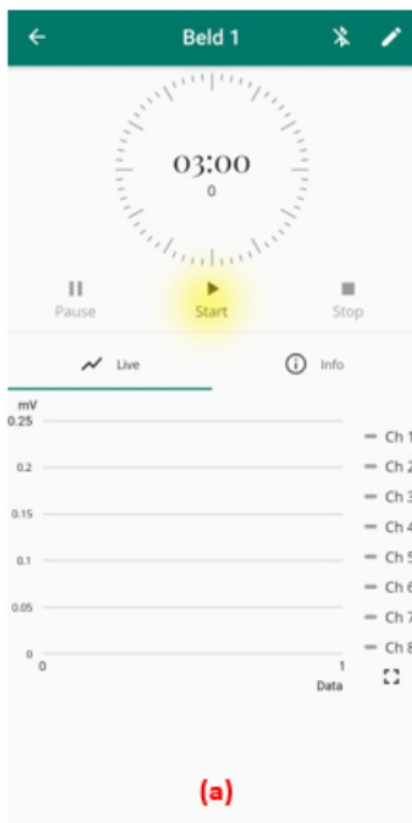 Beld 1
03:00
0
Pause
Start
Stop
Live
Info
mV
0.25
0.2
0.15
0.1
0.05
0
0
1
Data
Ch 1
Ch 2
Ch 3
Ch 4
Ch 5
Ch 6
Ch 7
Ch 8
(a)